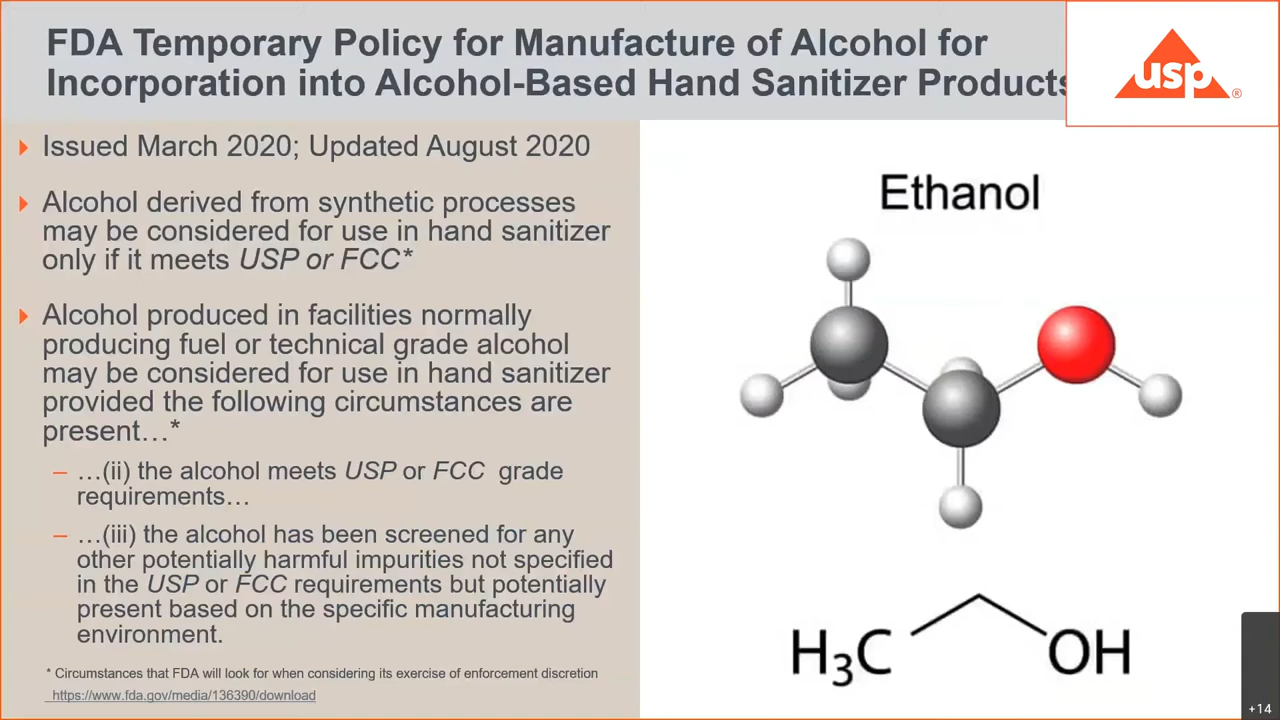 FDA Temporary Policy for Manufacture of Alcohol for
Incorporation into Alcohol-Based Hand Sanitizer Products
usp®
Issued March 2020; Updated August 2020
Alcohol derived from synthetic processes
may be considered for use in hand sanitizer
only if it meets USP or FCC*
Alcohol produced in facilities normally
producing fuel or technical grade alcohol
may be considered for use in hand sanitizer
provided the following circumstances are
present…*
– …(ii) the alcohol meets USP or FCC grade
requirements…
– …(iii) the alcohol has been screened for any
other potentially harmful impurities not specified
in the USP or FCC requirements but potentially
present based on the specific manufacturing
environment.
* Circumstances that FDA will look for when considering its exercise of enforcement discretion
https://www.fda.gov/media/136390/download
Ethanol
H₃C OH
+14